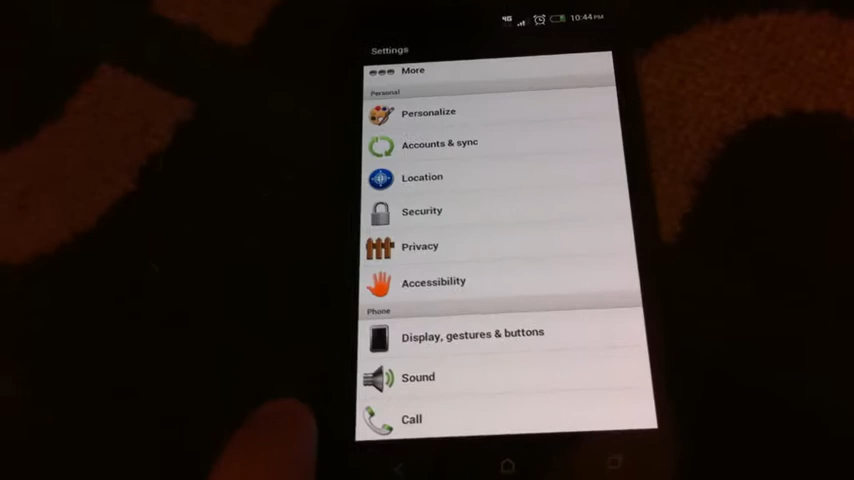 4G 10:44 PM
Settings
More
Personal
Personalize
Accounts & sync
Location
Security
Privacy
Accessibility
Phone
Display, gestures & buttons
Sound
Call